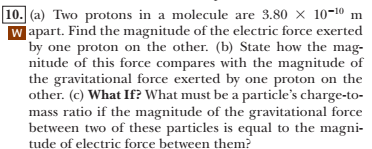 10. (a) Two protons in a molecule are 3.80 × 10⁻¹⁰ m
W apart. Find the magnitude of the electric force exerted
by one proton on the other. (b) State how the mag-
nitude of this force compares with the magnitude of
the gravitational force exerted by one proton on the
other. (c) What If? What must be a particle's charge-to-
mass ratio if the magnitude of the gravitational force
between two of these particles is equal to the magni-
tude of electric force between them?